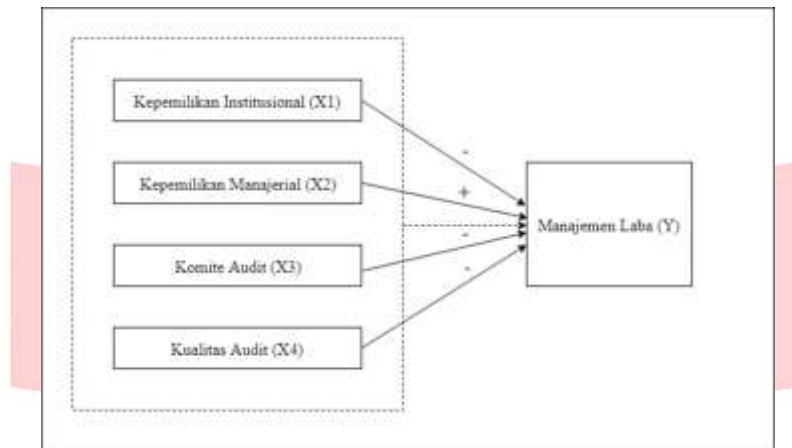 Kepemilikan Institusional (X1)
-
Kepemilikan Manajerial (X2)
+
Manajemen Laba (Y)
-
Komite Audit (X3)
-
Kualitas Audit (X4)